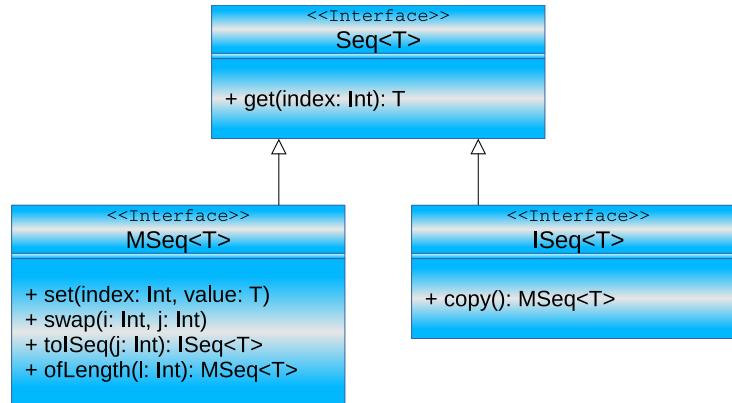 <<Interface>>
Seq<T>
+ get(index: Int): T
<<Interface>>
MSeq<T>
+ set(index: Int, value: T)
+ swap(i: Int, j: Int)
+ toISeq(j: Int): ISeq<T>
+ ofLength(l: Int): MSeq<T>
<<Interface>>
ISeq<T>
+ copy(): MSeq<T>